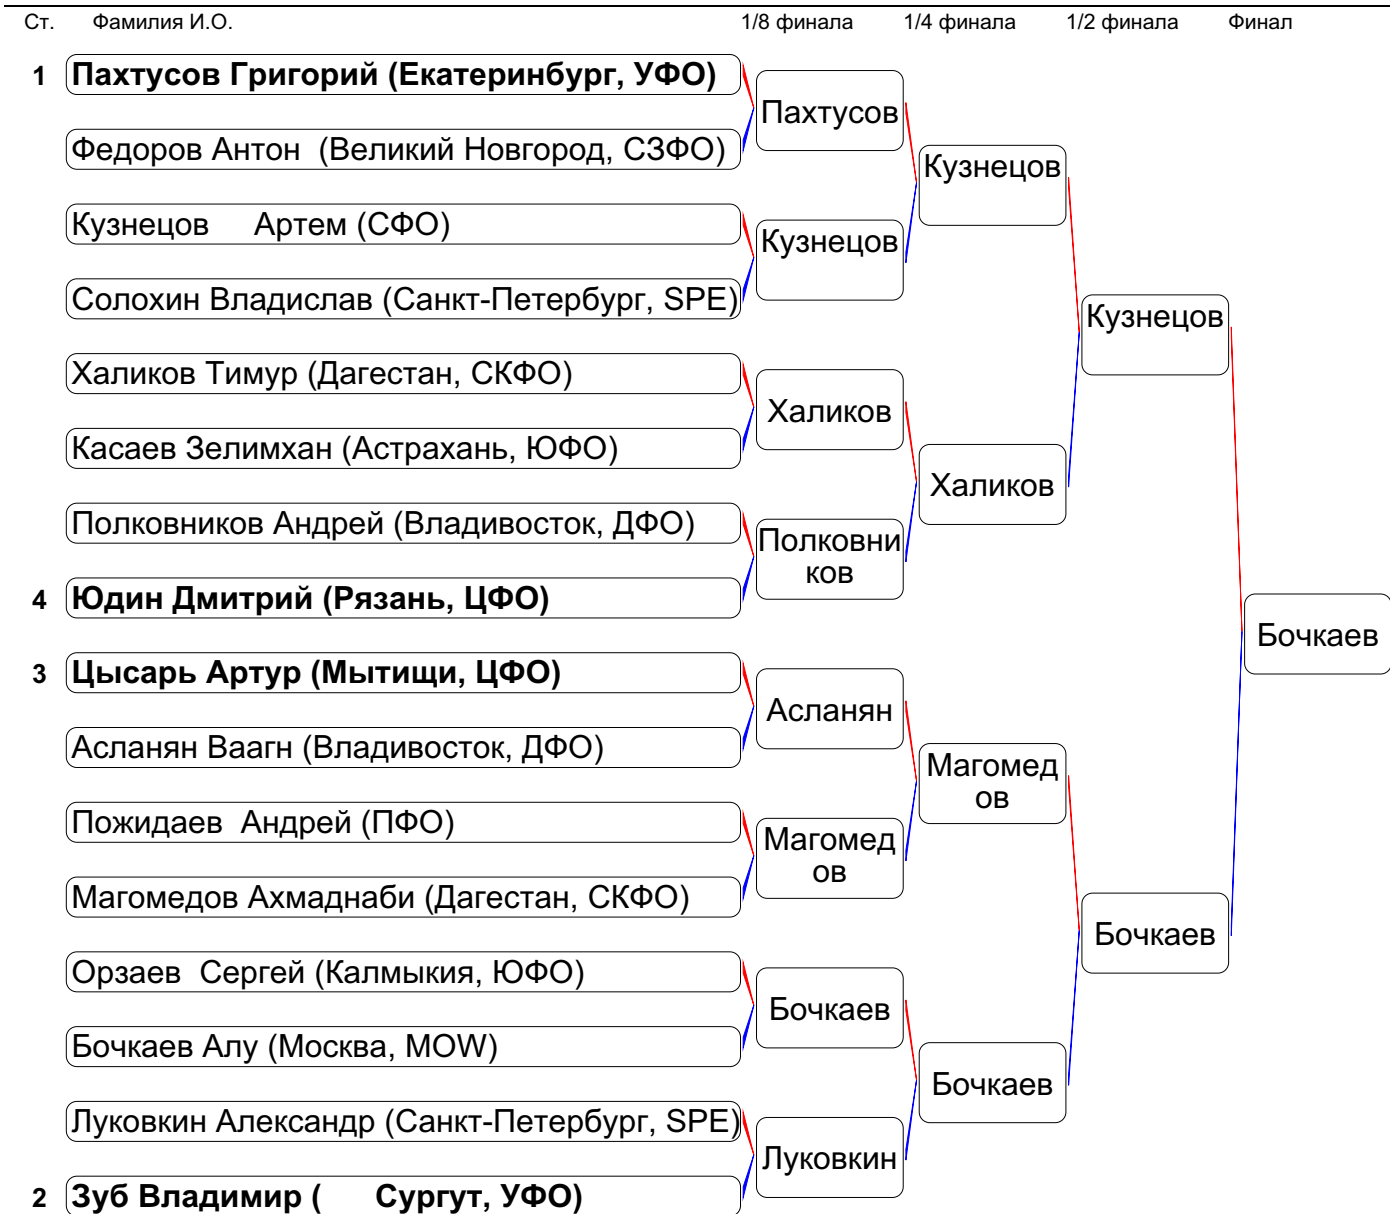 Ст. Фамилия И.О. 1/8 финала 1/4 финала 1/2 финала Финал
1 Пахтусов Григорий (Екатеринбург, УФО)
Пахтусов
Федоров Антон (Великий Новгород, СЗФО)
Кузнецов
Кузнецов Артем (СФО)
Кузнецов
Солохин Владислав (Санкт-Петербург, SPE)
Кузнецов
Халиков Тимур (Дагестан, СКФО)
Халиков
Касаев Зелимхан (Астрахань, ЮФО)
Халиков
Полковников Андрей (Владивосток, ДФО)
Полковни
ков
4 Юдин Дмитрий (Рязань, ЦФО)
Бочкаев
3 Цысарь Артур (Мытищи, ЦФО)
Асланян
Асланян Ваагн (Владивосток, ДФО)
Магомед
ов
Пожидаев Андрей (ПФО)
Магомед
ов
Магомедов Ахмаднаби (Дагестан, СКФО)
Бочкаев
Орзаев Сергей (Калмыкия, ЮФО)
Бочкаев
Бочкаев Алу (Москва, MOW)
Бочкаев
Луковкин Александр (Санкт-Петербург, SPE)
Луковкин
2 Зуб Владимир ( Сургут, УФО)